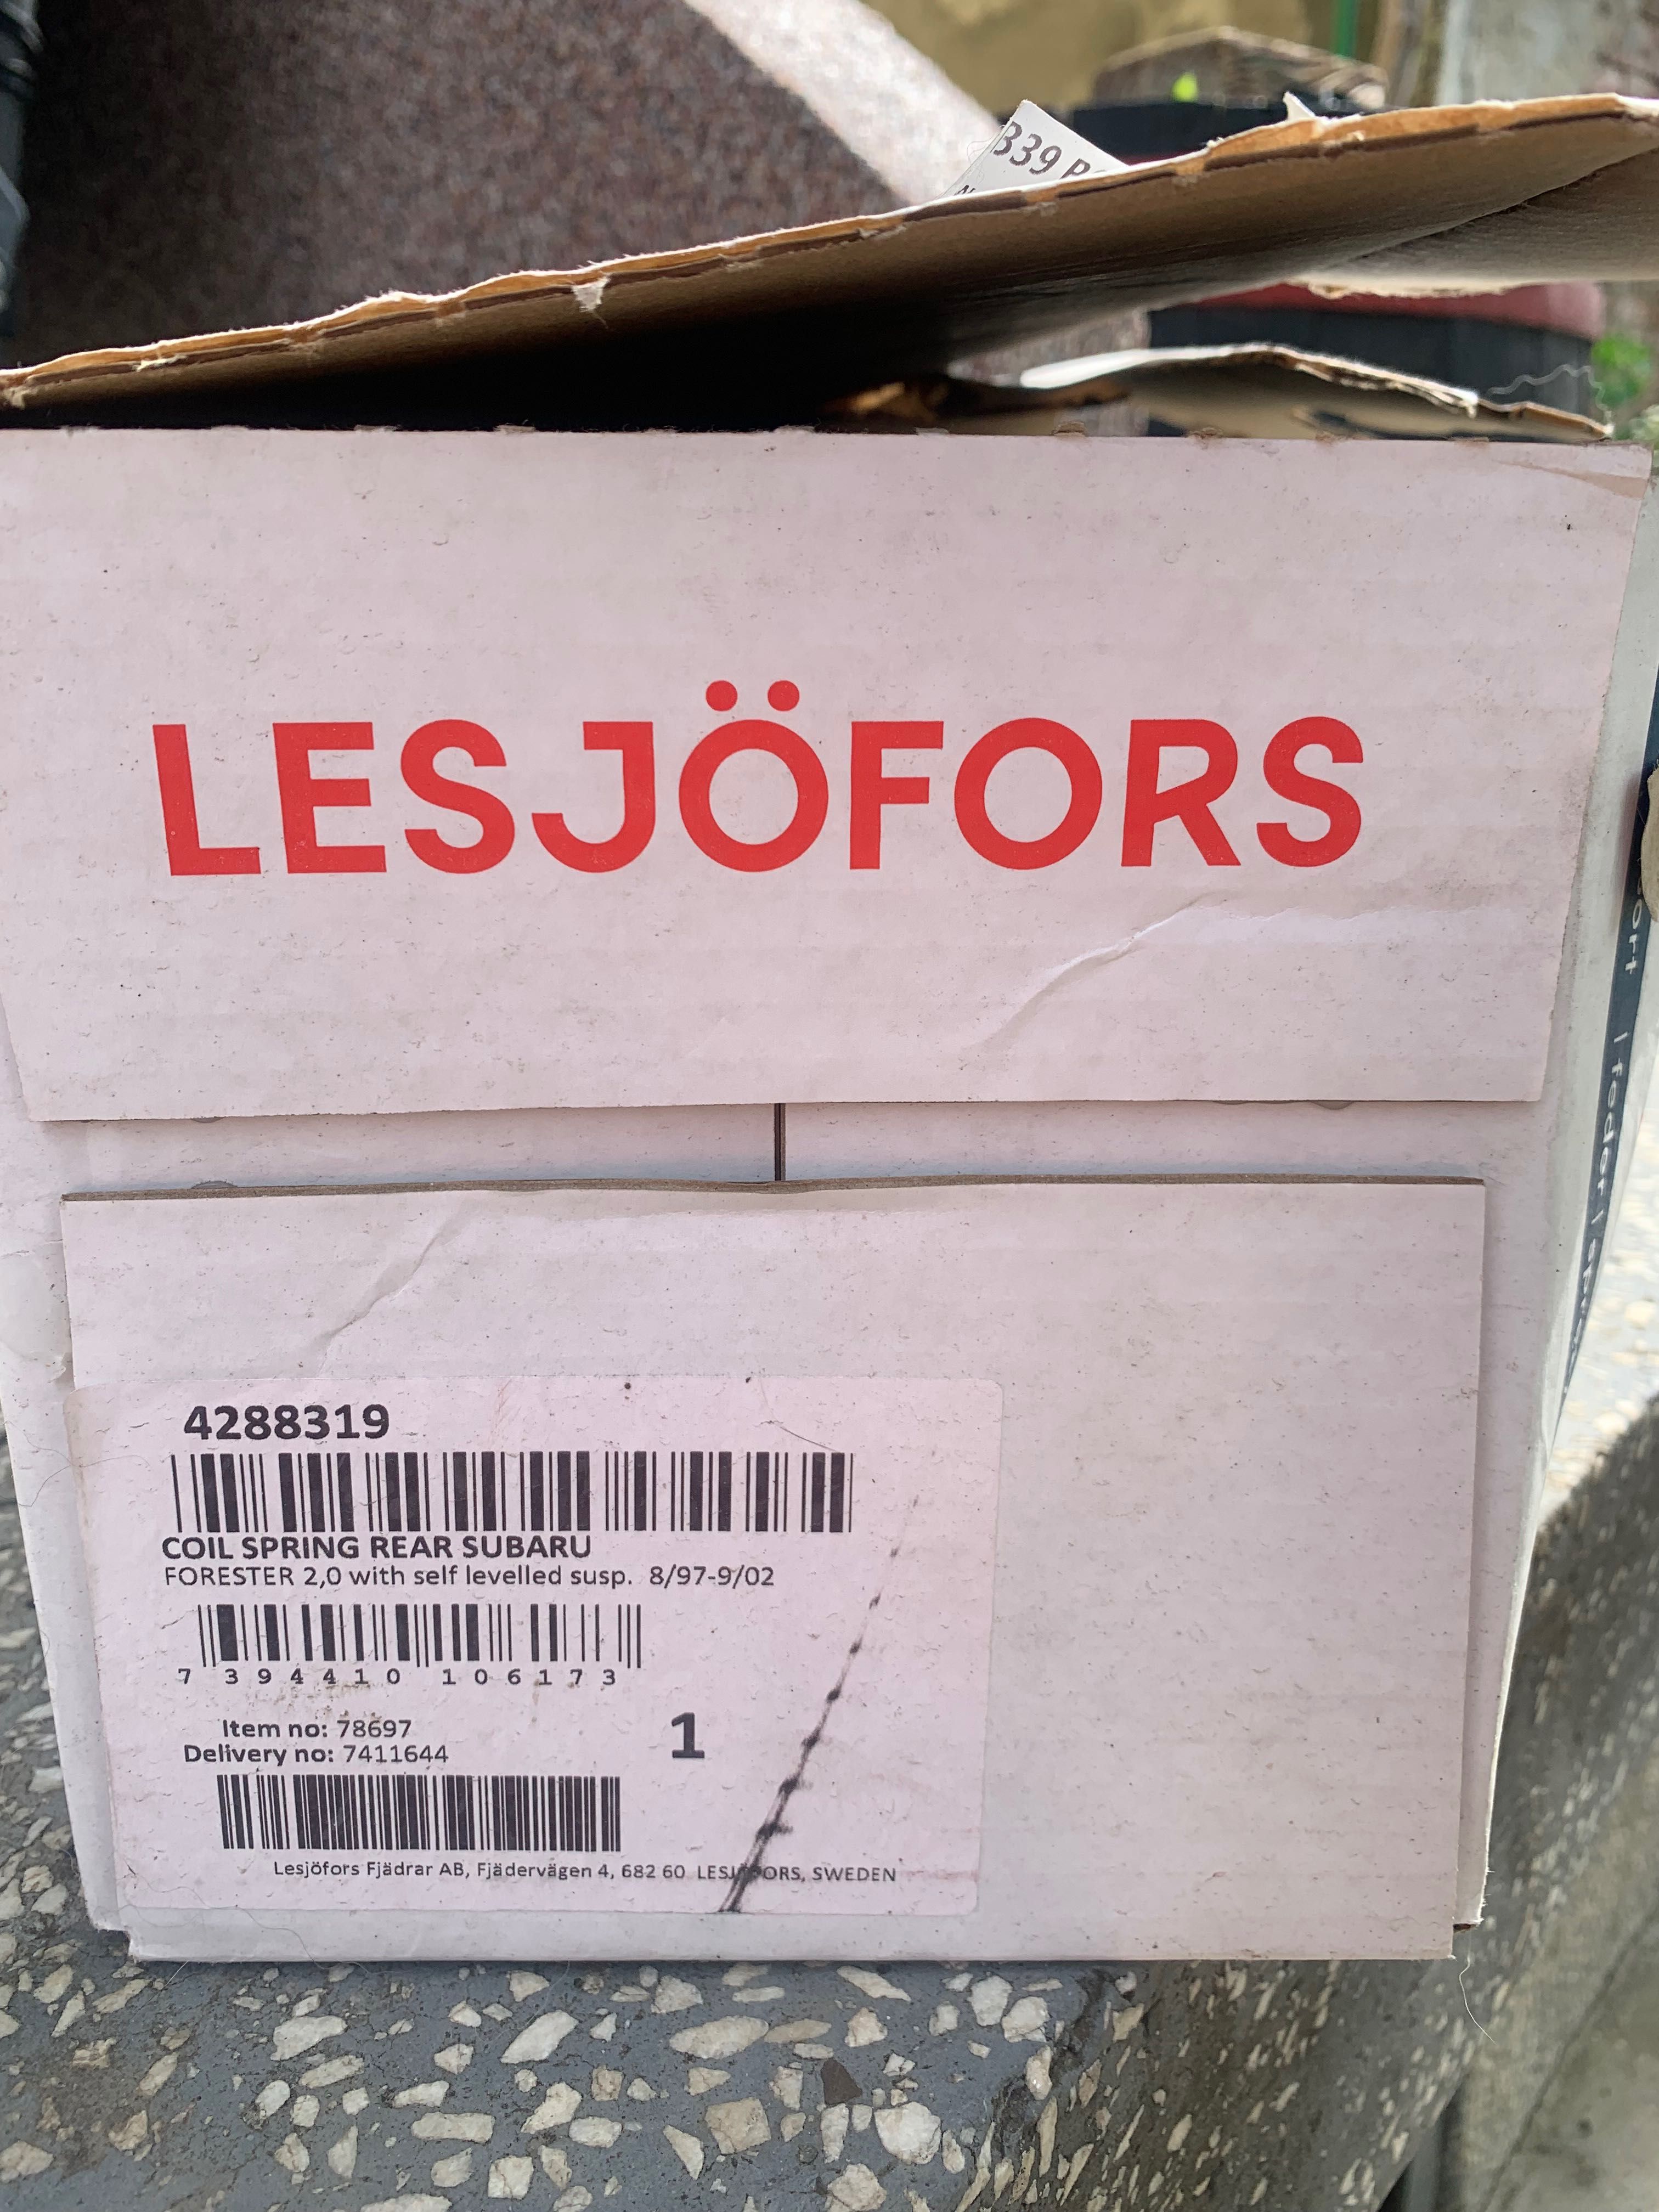 339
LESJÖFORS
4288319
COIL SPRING REAR SUBARU
FORESTER 2,0 with self levelled susp. 8/97-9/02
7 394410 106173
Item no: 78697
1
Delivery no: 7411644
Lesjöfors Fjädrar AB, Fjädervägen 4, 682 60 LESJÖFORS, SWEDEN